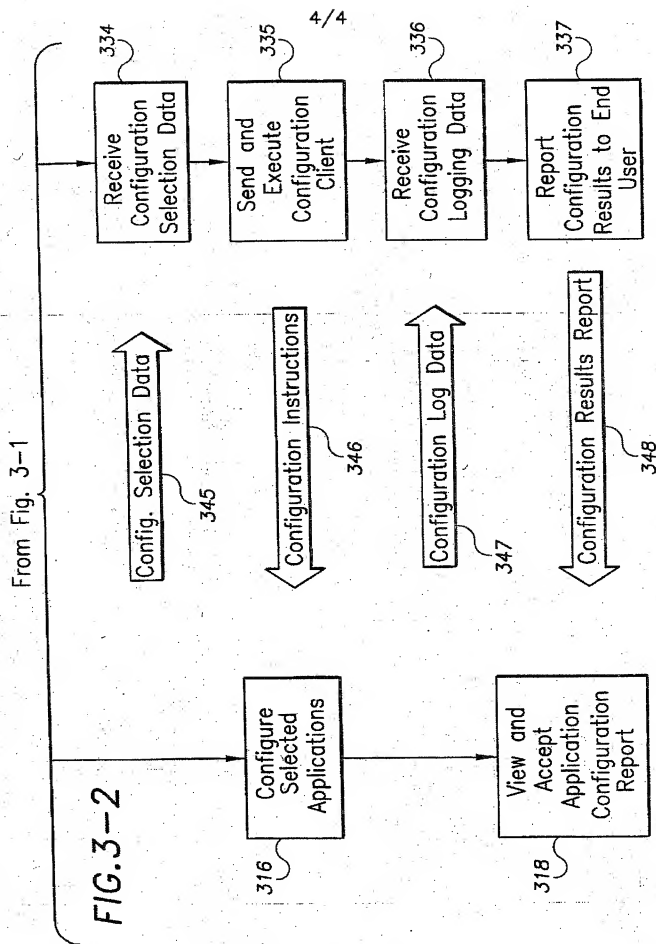 4/4
From Fig. 3-1
FIG.3-2
334
Receive
Configuration
Selection Data
335
Send and
Execute
Configuration
Client
336
Receive
Configuration
Logging Data
337
Report
Configuration
Results to End
User
Config. Selection Data
345
Configuration Instructions
346
Configuration Log Data
347
Configuration Results Report
348
Configure
Selected
Applications
316
View and
Accept
Application
Configuration
Report
318